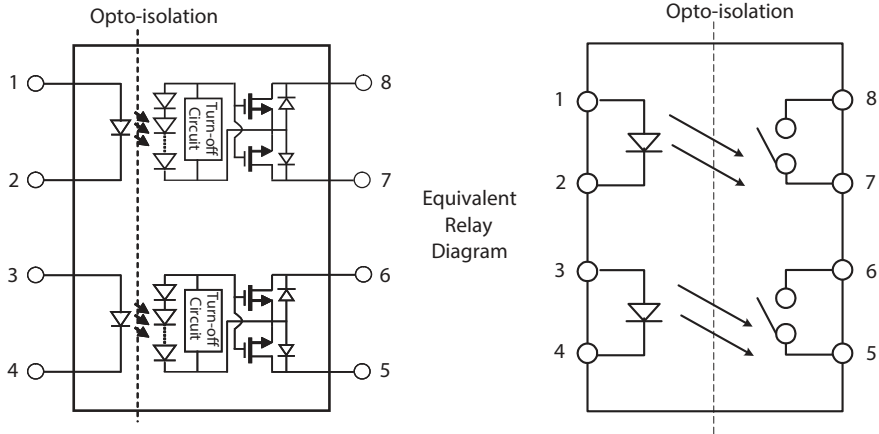 Opto-isolation
1
2
3
4
Turn-off
Circuit
Turn-off
Circuit
8
7
6
5
Equivalent
Relay
Diagram
Opto-isolation
1
2
3
4
8
7
6
5